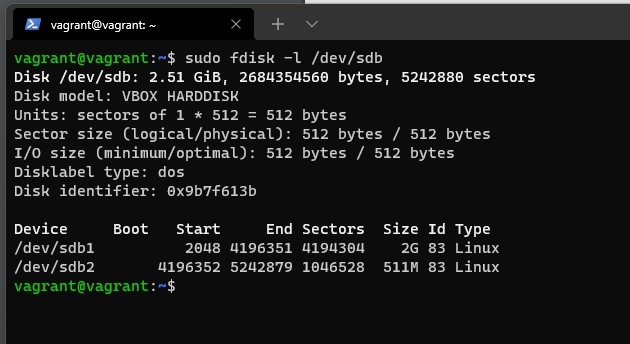 vagrant@vagrant: ~
vagrant@vagrant:~$ sudo fdisk -l /dev/sdb
Disk /dev/sdb: 2.51 GiB, 2684354560 bytes, 5242880 sectors
Disk model: VBOX HARDDISK
Units: sectors of 1 * 512 = 512 bytes
Sector size (logical/physical): 512 bytes / 512 bytes
I/O size (minimum/optimal): 512 bytes / 512 bytes
Disklabel type: dos
Disk identifier: 0x9b7f613b
Device     Boot   Start     End Sectors  Size Id Type
/dev/sdb1          2048 4196351 4194304    2G 83 Linux
/dev/sdb2       4196352 5242879 1046528  511M 83 Linux
vagrant@vagrant:~$